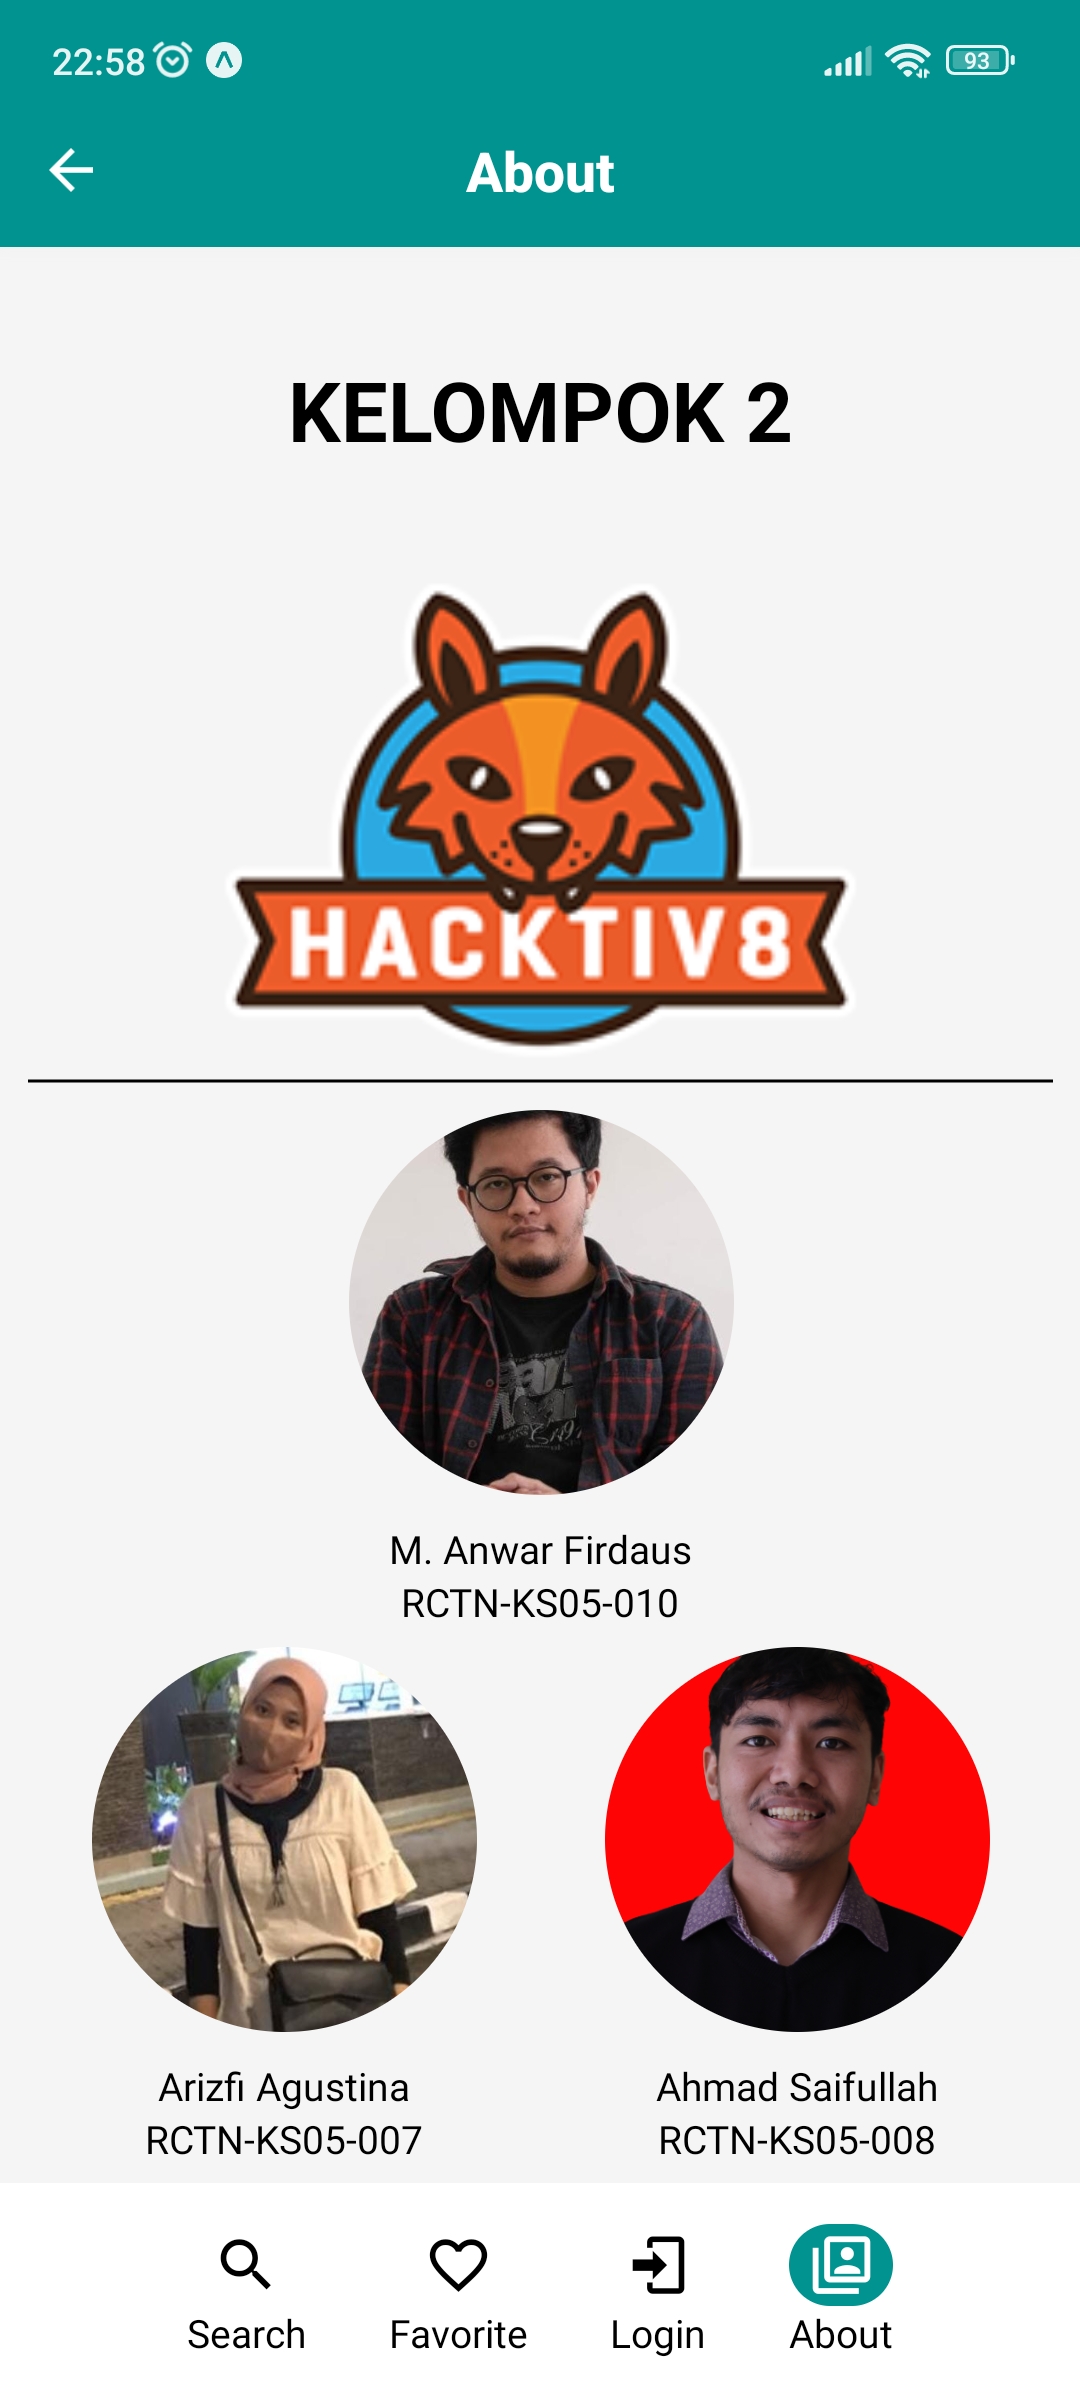 22:58
93
About
KELOMPOK 2
HACKTIV8
M. Anwar Firdaus
RCTN-KS05-010
Arizfi Agustina
RCTN-KS05-007
Ahmad Saifullah
RCTN-KS05-008
Search
Favorite
Login
About